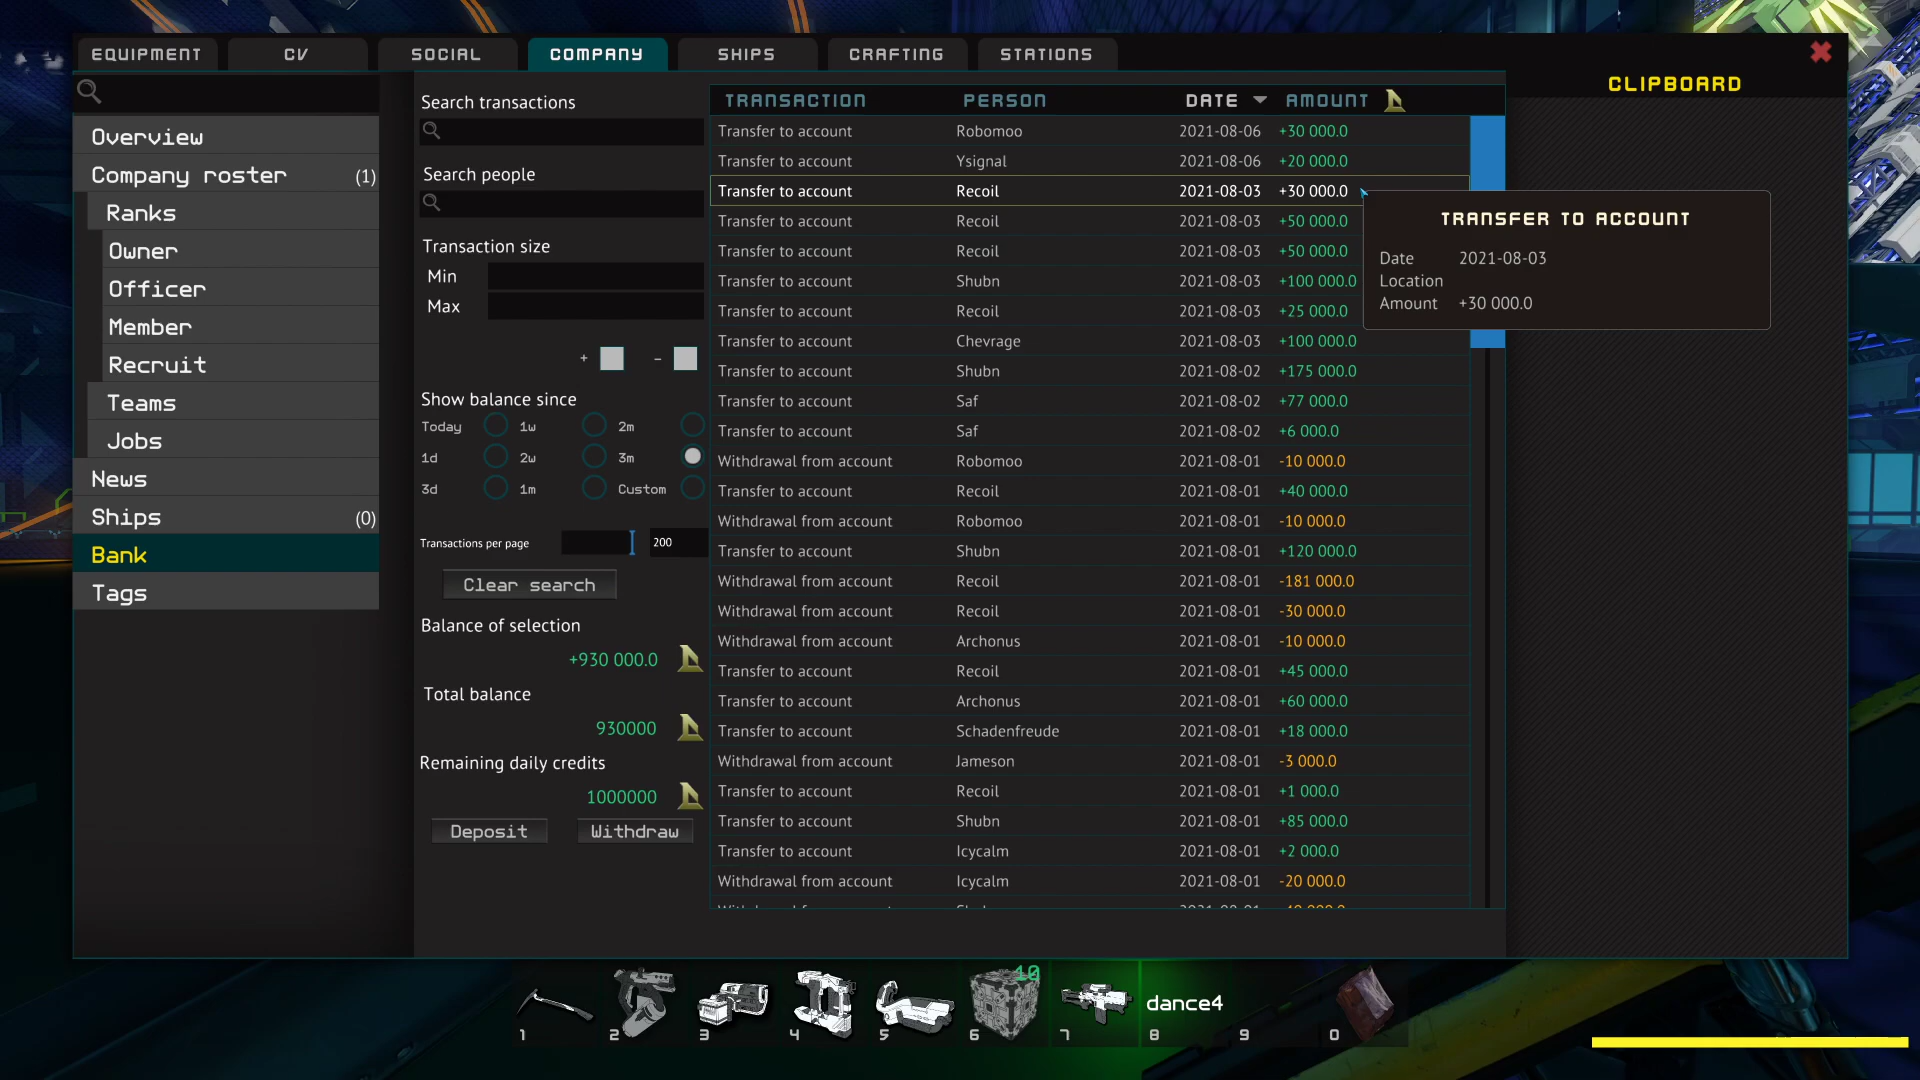 EQUIPMENT CV SOCIAL COMPANY SHIPS CRAFTING STATIONS
CLIPBOARD
Overview
Company roster (1)
Ranks
Owner
Officer
Member
Recruit
Teams
Jobs
News
Ships (0)
Bank
Tags
Search transactions
Search people
Transaction size
Min
Max
+ -
Show balance since
Today 1w 2m
1d 2w 3m
3d 1m Custom
Transactions per page 200
Clear search
Balance of selection
+930 000.0
Total balance
930000
Remaining daily credits
1000000
Deposit Withdraw
TRANSACTION PERSON DATE AMOUNT
Transfer to account Robomoo 2021-08-06 +30 000.0
Transfer to account Ysignal 2021-08-06 +20 000.0
Transfer to account Recoil 2021-08-03 +30 000.0
Transfer to account Recoil 2021-08-03 +50 000.0
Transfer to account Recoil 2021-08-03 +50 000.0
Transfer to account Shubn 2021-08-03 +100 000.0
Transfer to account Recoil 2021-08-03 +25 000.0
Transfer to account Chevrage 2021-08-03 +100 000.0
Transfer to account Shubn 2021-08-02 +175 000.0
Transfer to account Saf 2021-08-02 +77 000.0
Transfer to account Saf 2021-08-02 +6 000.0
Withdrawal from account Robomoo 2021-08-01 -10 000.0
Transfer to account Recoil 2021-08-01 +40 000.0
Withdrawal from account Robomoo 2021-08-01 -10 000.0
Transfer to account Shubn 2021-08-01 +120 000.0
Withdrawal from account Recoil 2021-08-01 -181 000.0
Withdrawal from account Recoil 2021-08-01 -30 000.0
Withdrawal from account Archonus 2021-08-01 -10 000.0
Transfer to account Recoil 2021-08-01 +45 000.0
Transfer to account Archonus 2021-08-01 +60 000.0
Transfer to account Schadenfreude 2021-08-01 +18 000.0
Withdrawal from account Jameson 2021-08-01 -3 000.0
Transfer to account Recoil 2021-08-01 +1 000.0
Transfer to account Shubn 2021-08-01 +85 000.0
Transfer to account Icycalm 2021-08-01 +2 000.0
Withdrawal from account Icycalm 2021-08-01 -20 000.0
TRANSFER TO ACCOUNT
Date 2021-08-03
Location
Amount +30 000.0
10
dance4
1 2 3 4 5 6 7 8 9 0